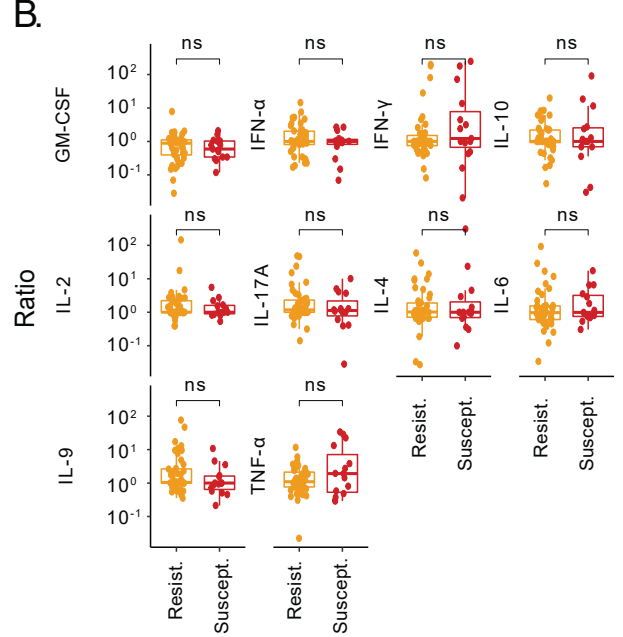 B.
ns ns ns ns
GM-CSF IFN-α IFN-γ IL-10
10² 10¹ 10⁰ 10⁻¹
ns ns ns ns
IL-2 IL-17A IL-4 IL-6
10² 10¹ 10⁰ 10⁻¹
Ratio
ns ns
IL-9 TNF-α
10² 10¹ 10⁰ 10⁻¹
Resist. Suscept. Resist. Suscept.
Resist. Suscept. Resist. Suscept.